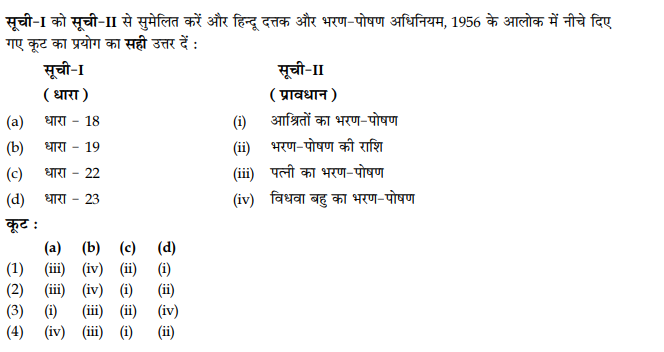 सूची-I को सूची-II से सुमेलित करें और हिन्दू दत्तक और भरण-पोषण अधिनियम, 1956 के आलोक में नीचे दिए
गए कूट का प्रयोग का सही उत्तर दें :
सूची-I सूची-II
( धारा ) ( प्रावधान )
(a) धारा - 18 (i) आश्रितों का भरण-पोषण
(b) धारा - 19 (ii) भरण-पोषण की राशि
(c) धारा - 22 (iii) पत्नी का भरण-पोषण
(d) धारा - 23 (iv) विधवा बहु का भरण-पोषण
कूट :
(a) (b) (c) (d)
(1) (iii) (iv) (ii) (i)
(2) (iii) (iv) (i) (ii)
(3) (i) (iii) (ii) (iv)
(4) (iv) (iii) (i) (ii)